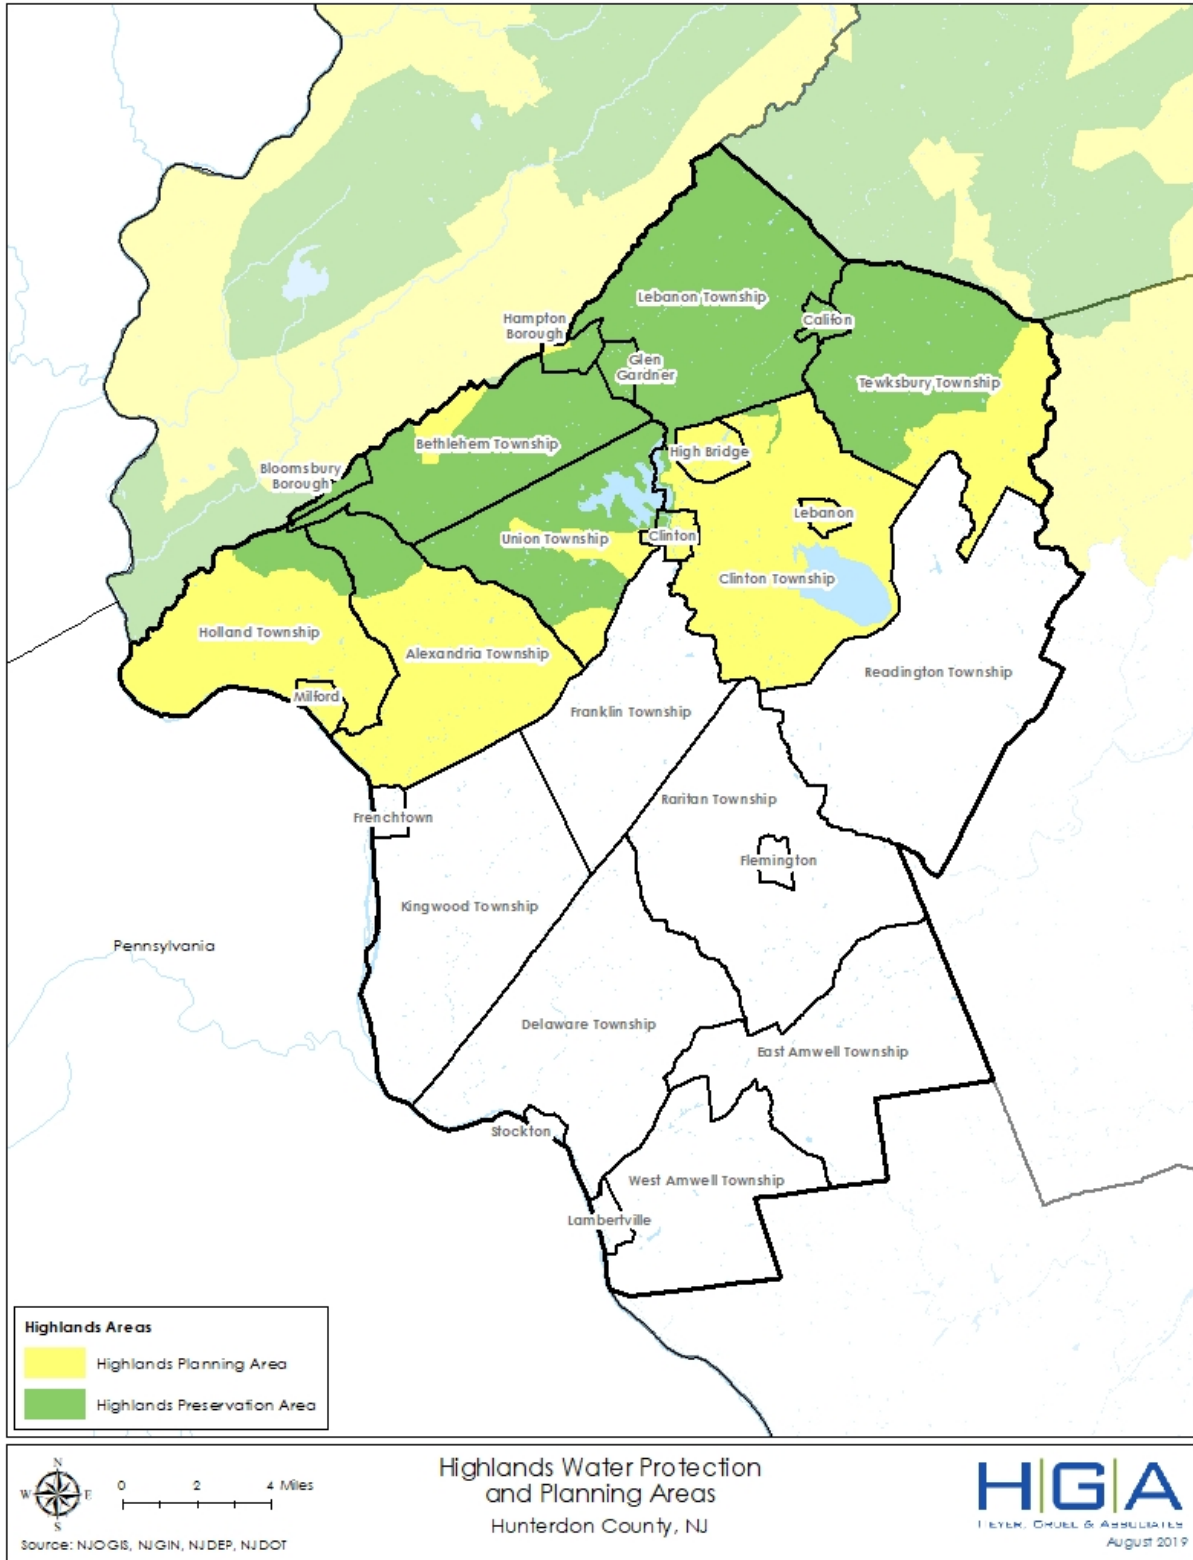 Lebanon Township
Hampton
Borough
Califon
Glen
Gardner
Tewksbury Township
Bethlehem Township
High Bridge
Bloomsbury
Borough
Lebanon
Union Township
Clinton
Clinton Township
Holland Township
Alexandria Township
Readington Township
Milford
Franklin Township
Raritan Township
Frenchtown
Flemington
Kingwood Township
Pennsylvania
Delaware Township
East Amwell Township
Stockton
West Amwell Township
Lambertville
Highlands Areas
Highlands Planning Area
Highlands Preservation Area
N
W E
S
0 2 4 Miles
Source: NJOGIS, NJGIN, NJDEP, NJDOT
Highlands Water Protection
and Planning Areas
Hunterdon County, NJ
H|G|A
HEYER, GRUEL & ASSOCIATES
August 2019